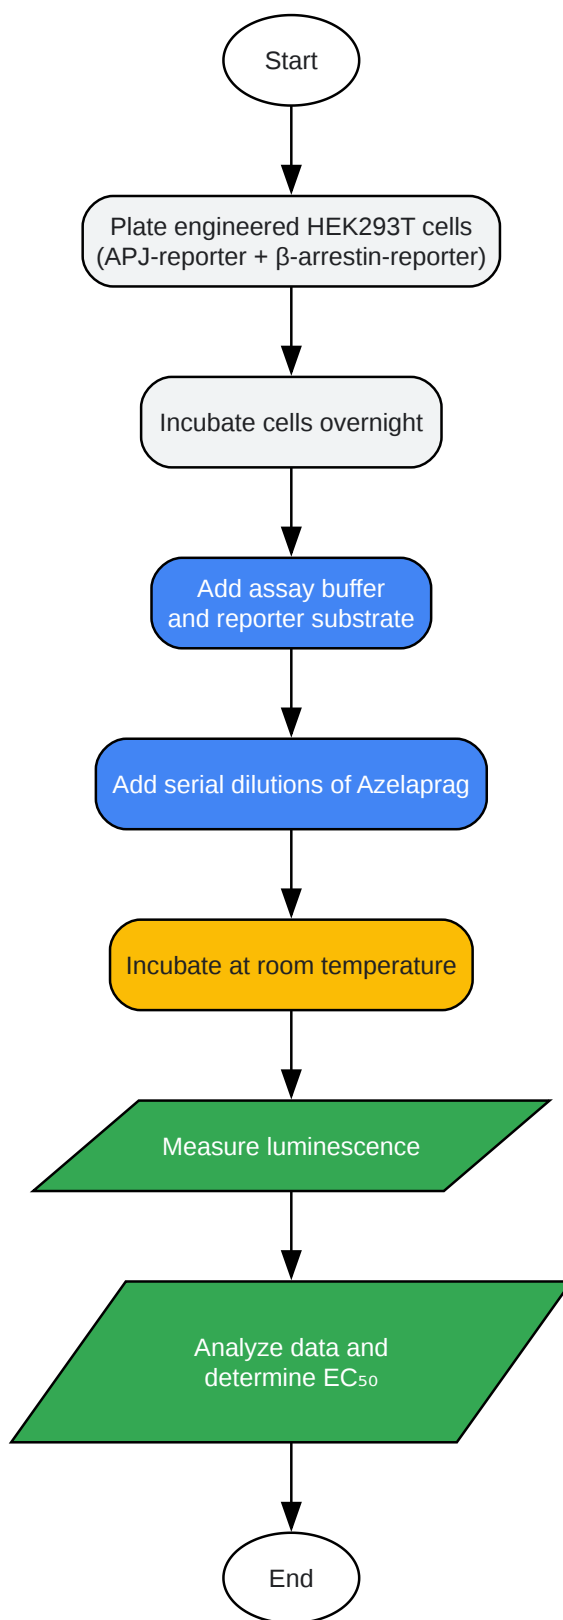 Start
Plate engineered HEK293T cells
(APJ-reporter + β-arrestin-reporter)
Incubate cells overnight
Add assay buffer
and reporter substrate
Add serial dilutions of Azelaprag
Incubate at room temperature
Measure luminescence
Analyze data and
determine EC₅₀
End